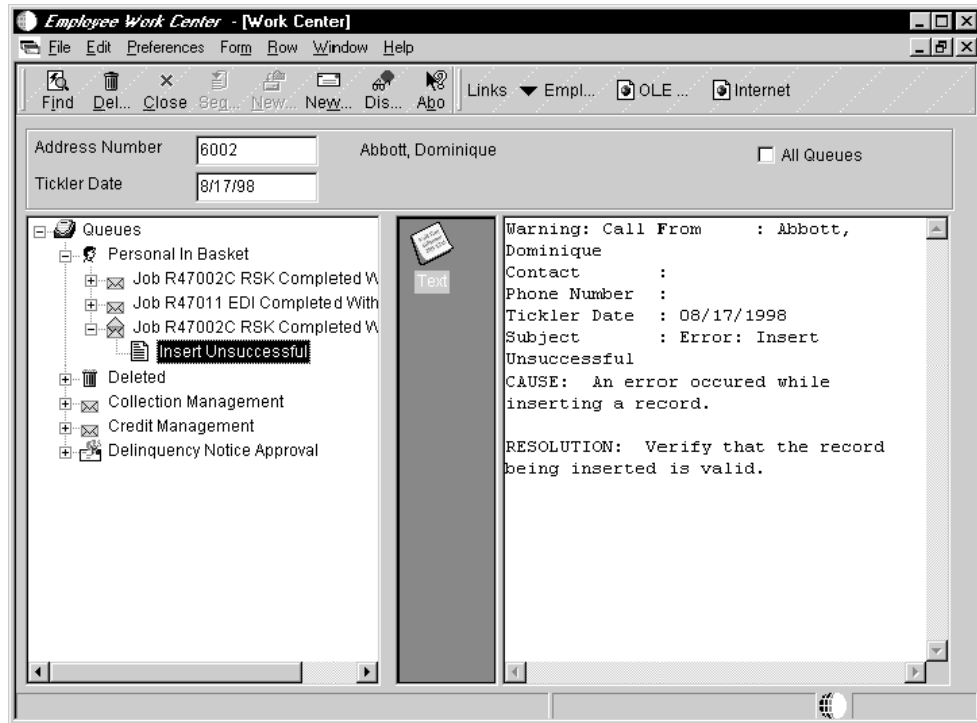 Employee Work Center - [Work Center]
File Edit Preferences Form Row Window Help
Find Del... Close Seq... New... New... Dis... Abo Links Empl... OLE ... Internet
Address Number 6002 Abbott, Dominique All Queues
Tickler Date 8/17/98
Queues
Personal In Basket
Job R47002C RSK Completed W
Job R47011 EDI Completed With
Job R47002C RSK Completed W
Insert Unsuccessful
Deleted
Collection Management
Credit Management
Delinquency Notice Approval
Text
Warning: Call From : Abbott,
Dominique
Contact :
Phone Number :
Tickler Date : 08/17/1998
Subject : Error: Insert
Unsuccessful
CAUSE: An error occured while
inserting a record.
RESOLUTION: Verify that the record
being inserted is valid.